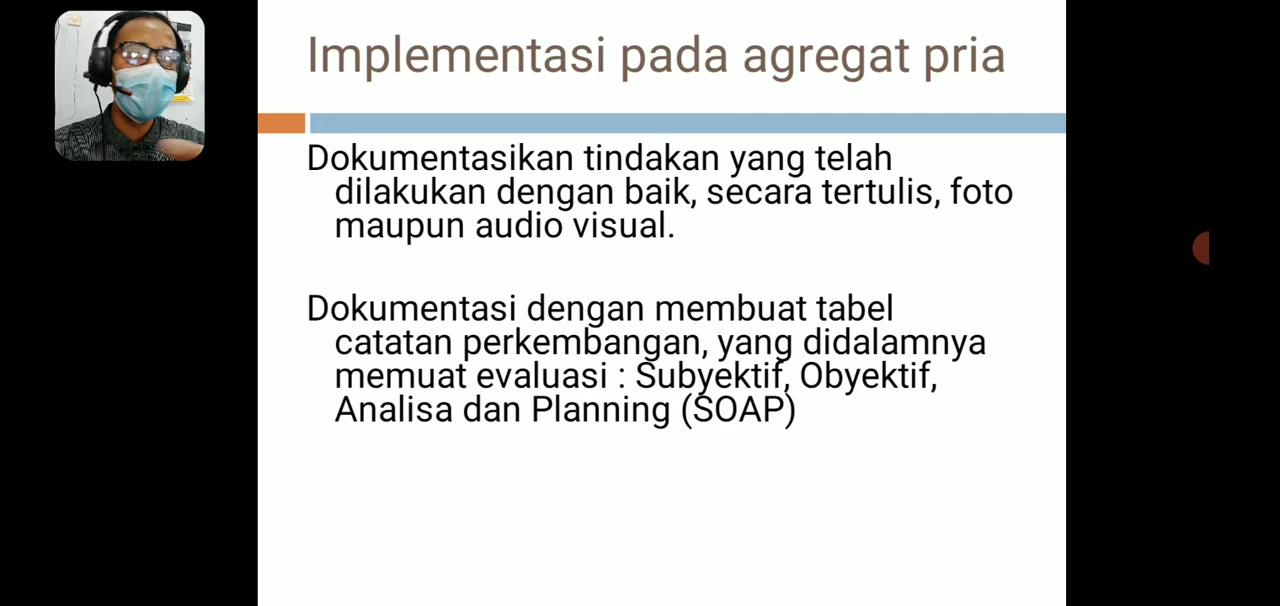 Implementasi pada agregat pria
Dokumentasikan tindakan yang telah
dilakukan dengan baik, secara tertulis, foto
maupun audio visual.
Dokumentasi dengan membuat tabel
catatan perkembangan, yang didalamnya
memuat evaluasi : Subyektif, Obyektif,
Analisa dan Planning (SOAP)